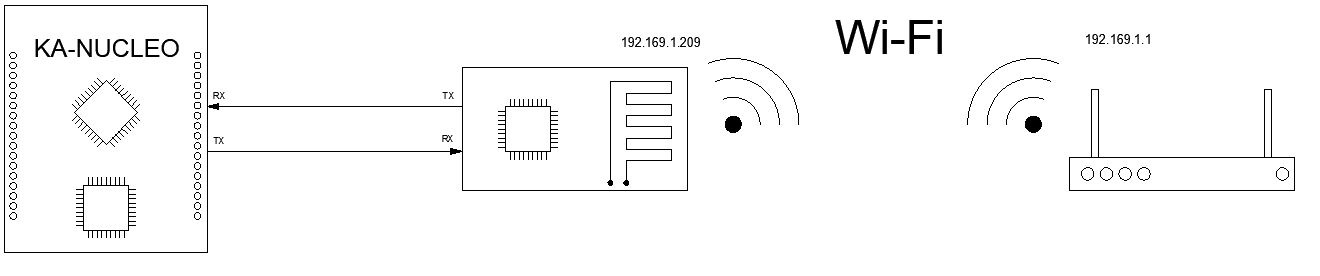 KA-NUCLEO
RX
TX
TX
RX
192.169.1.209
Wi-Fi
192.169.1.1